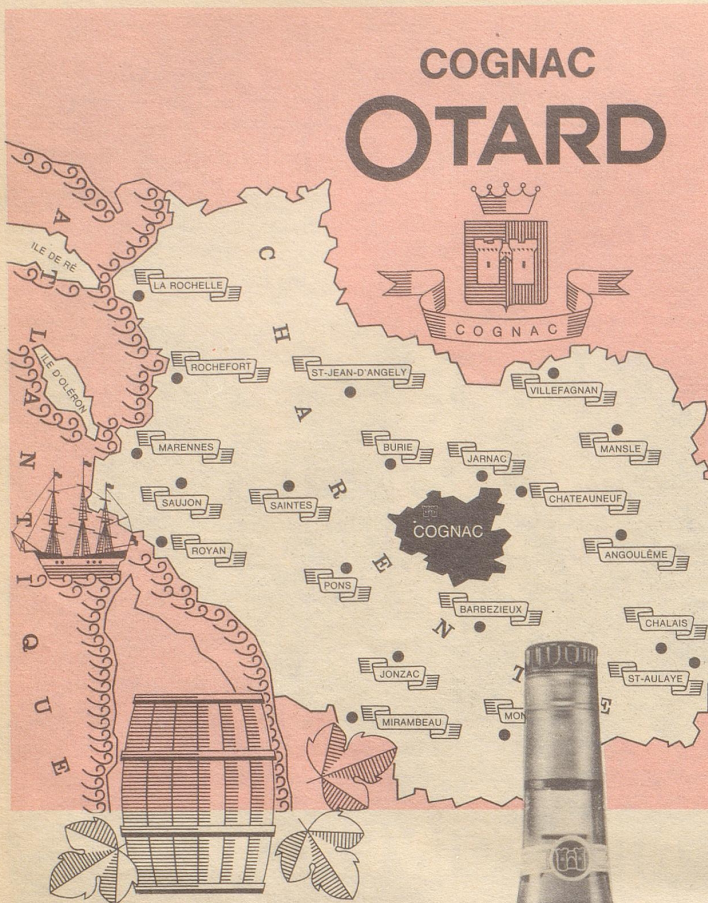 COGNAC
OTARD
COGNAC
ATLANTIQUE
ILE DE RÉ
ILE D'OLÉRON
CHARENTE
LA ROCHELLE
ROCHEFORT
ST-JEAN-D'ANGELY
VILLEFAGNAN
MARENNES
BURIE
JARNAC
MANSLE
SAUJON
SAINTES
CHATEAUNEUF
COGNAC
ROYAN
ANGOULÊME
PONS
BARBEZIEUX
CHALAIS
JONZAC
ST-AULAYE
MIRAMBEAU
MON